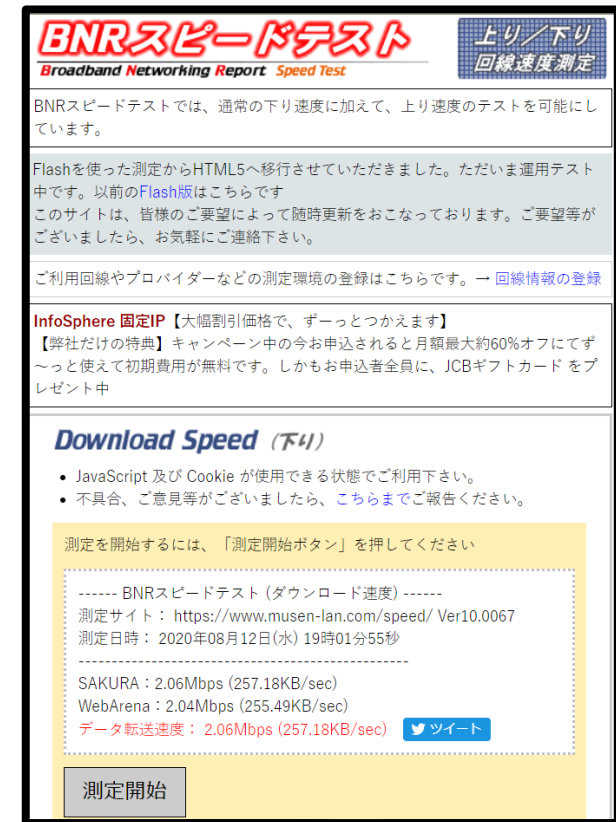 BNRスピードテスト
Broadband Networking Report Speed Test
上り／下り
回線速度測定
BNRスピードテストでは、通常の下り速度に加えて、上り速度のテストを可能にし
ています。
Flashを使った測定からHTML5へ移行させていただきました。ただいま運用テスト
中です。以前のFlash版はこちらです
このサイトは、皆様のご要望によって随時更新をおこなっております。ご要望等が
ございましたら、お気軽にご連絡下さい。
ご利用回線やプロバイダーなどの測定環境の登録はこちらです。→ 回線情報の登録
InfoSphere 固定IP【大幅割引価格で、ずーっとつかえます】
【弊社だけの特典】キャンペーン中の今お申込されると月額最大約60%オフにてず
～っと使えて初期費用が無料です。しかもお申込者全員に、JCBギフトカード をプ
レゼント中
Download Speed (下り)
• JavaScript 及び Cookie が使用できる状態でご利用下さい。
• 不具合、ご意見等がございましたら、こちらまでご報告ください。
測定を開始するには、「測定開始ボタン」を押してください
------ BNRスピードテスト (ダウンロード速度) ------
測定サイト： https://www.musen-lan.com/speed/ Ver10.0067
測定日時： 2020年08月12日(水) 19時01分55秒
--------------------------------------------------
SAKURA：2.06Mbps (257.18KB/sec)
WebArena：2.04Mbps (255.49KB/sec)
データ転送速度： 2.06Mbps (257.18KB/sec) ツイート
測定開始